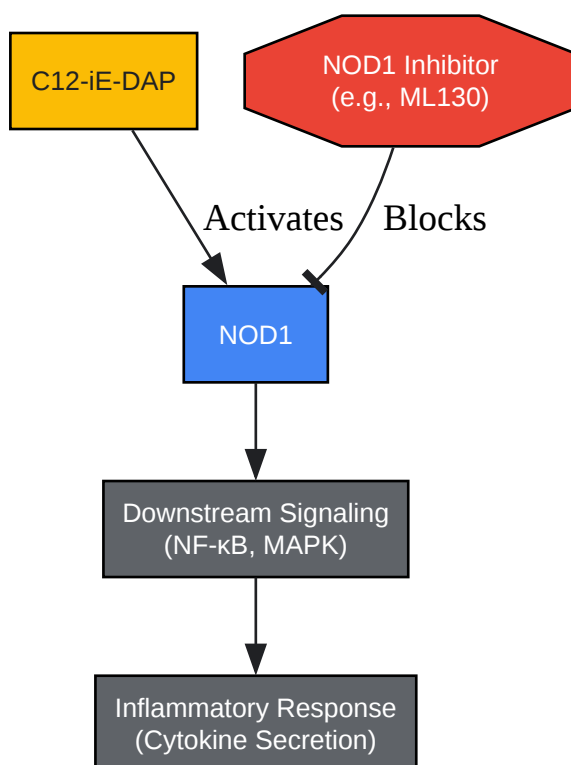 C12-iE-DAP
NOD1 Inhibitor
(e.g., ML130)
Activates
Blocks
NOD1
Downstream Signaling
(NF-κB, MAPK)
Inflammatory Response
(Cytokine Secretion)